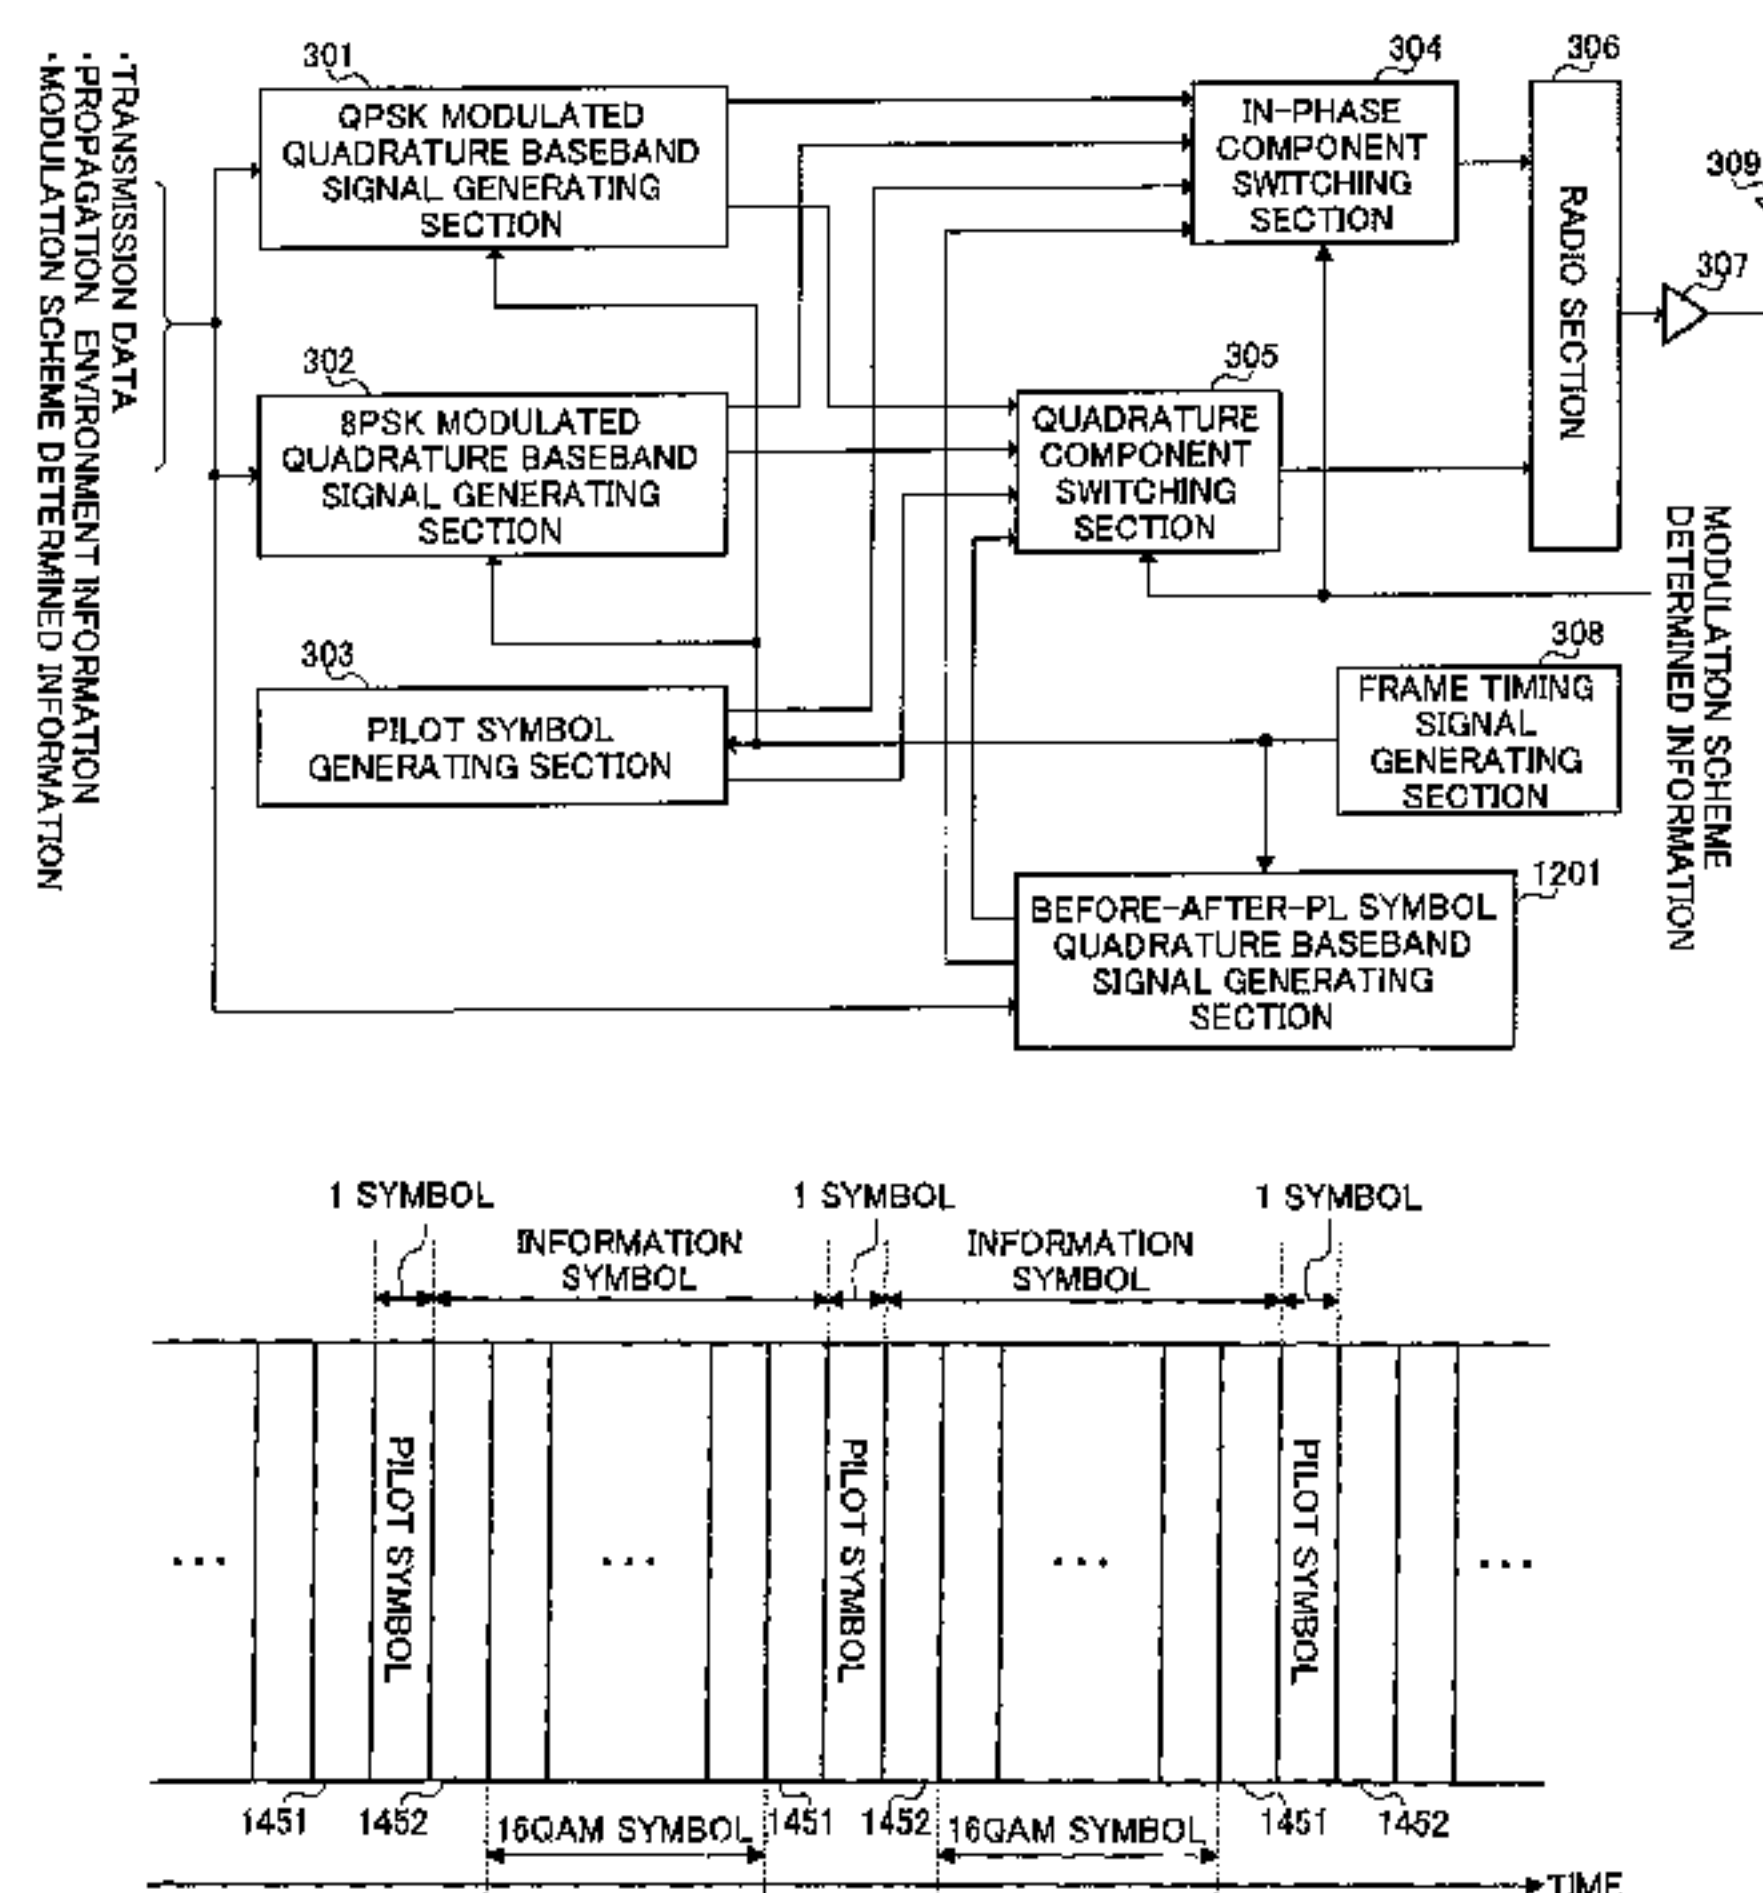 ·TRANSMISSION DATA
·PROPAGATION ENVIRONMENT INFORMATION
·MODULATION SCHEME DETERMINED INFORMATION
301
QPSK MODULATED
QUADRATURE BASEBAND
SIGNAL GENERATING
SECTION
302
8PSK MODULATED
QUADRATURE BASEBAND
SIGNAL GENERATING
SECTION
303
PILOT SYMBOL
GENERATING SECTION
304
IN-PHASE
COMPONENT
SWITCHING
SECTION
305
QUADRATURE
COMPONENT
SWITCHING
SECTION
306
RADIO SECTION
309
307
MODULATION SCHEME
DETERMINED INFORMATION
308
FRAME TIMING
SIGNAL
GENERATING
SECTION
1201
BEFORE-AFTER-PL SYMBOL
QUADRATURE BASEBAND
SIGNAL GENERATING
SECTION
1 SYMBOL
1 SYMBOL
1 SYMBOL
INFORMATION
SYMBOL
INFORMATION
SYMBOL
... PILOT SYMBOL ... PILOT SYMBOL ... PILOT SYMBOL ...
1451 1452 1451 1452 1451 1452
16QAM SYMBOL 16QAM SYMBOL
TIME